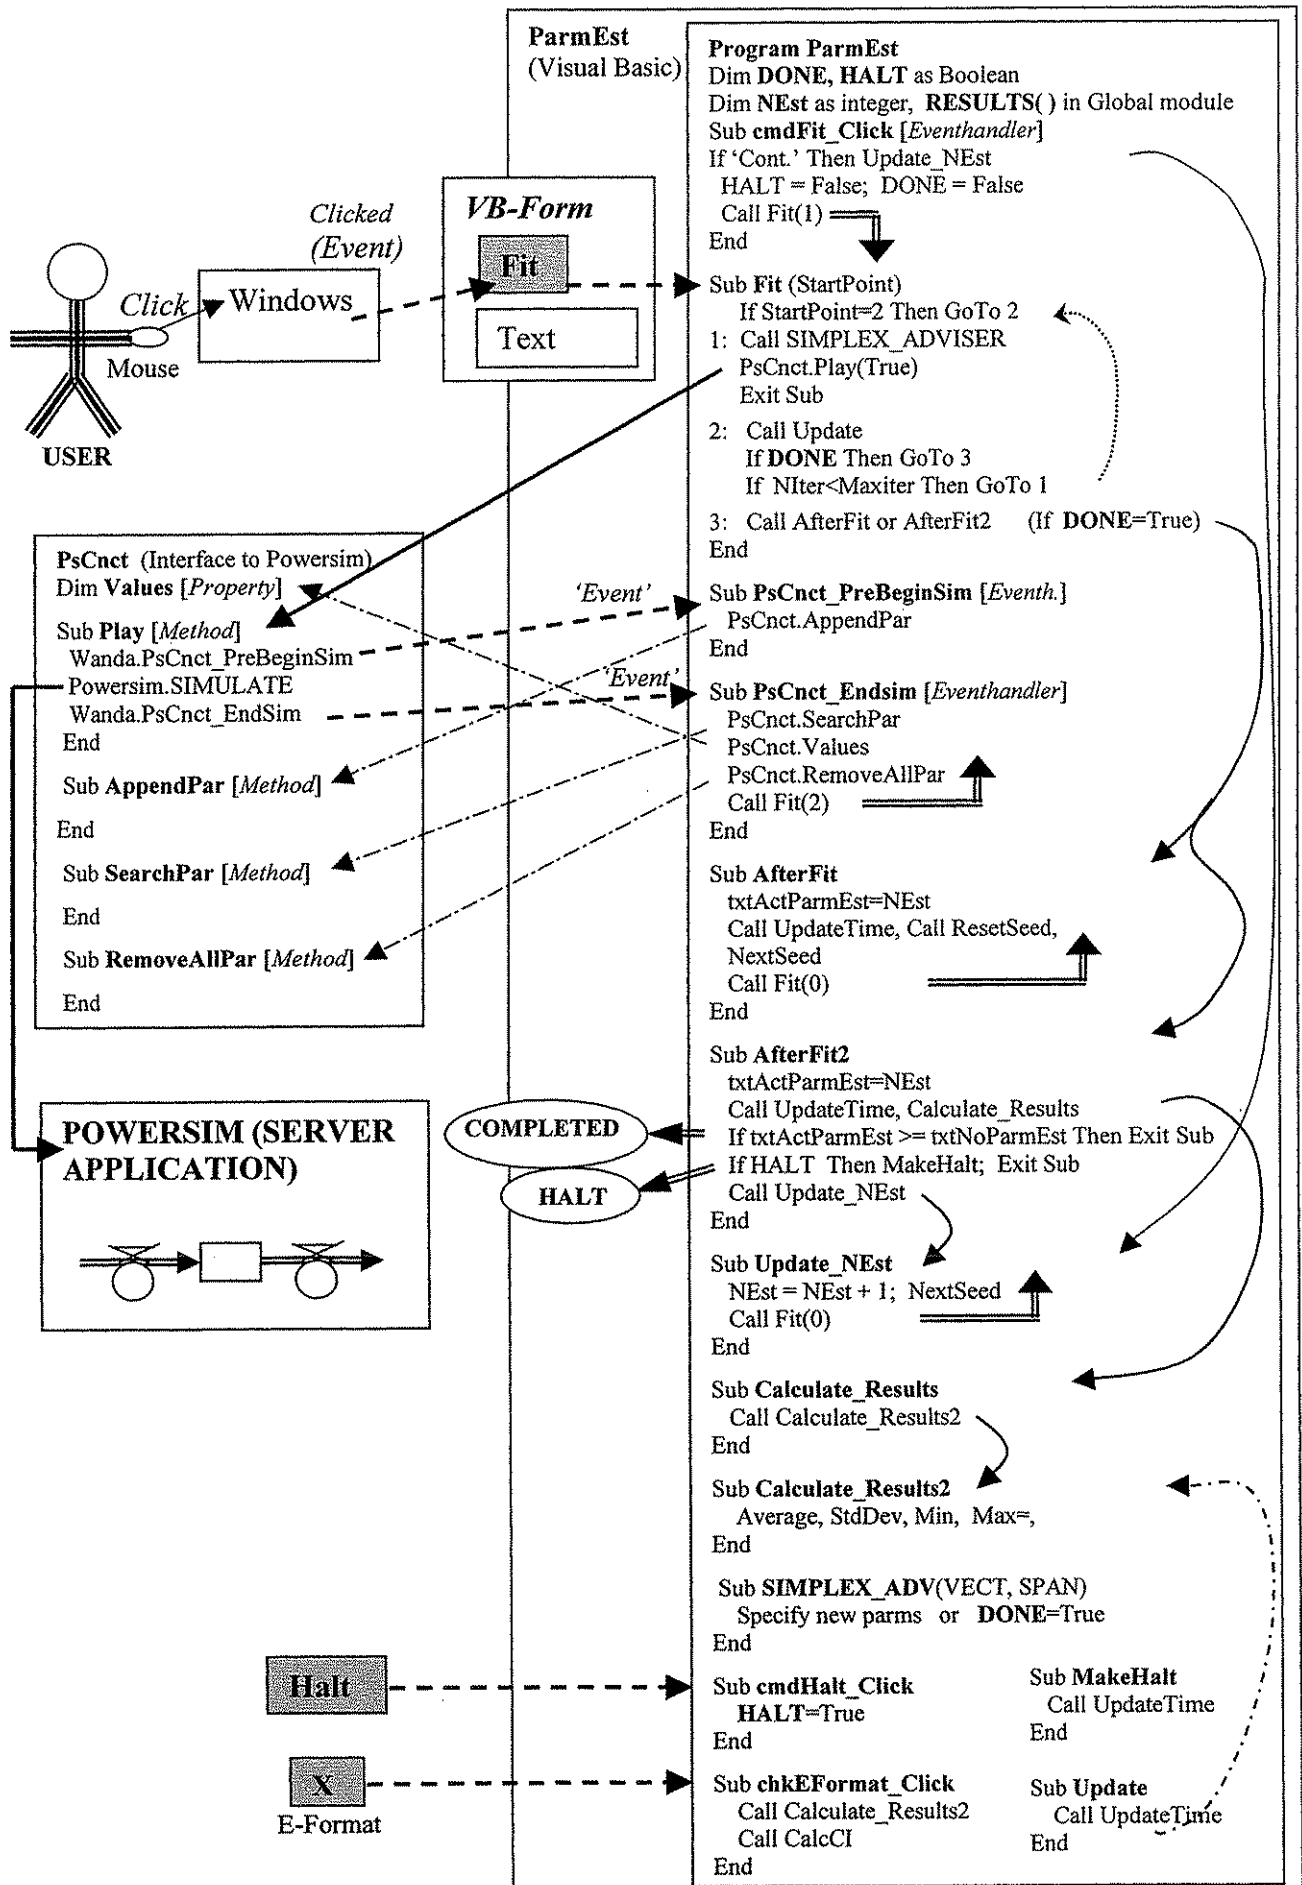 ParmEst
(Visual Basic)
Program ParmEst
Dim DONE, HALT as Boolean
Dim NEst as integer, RESULTS( ) in Global module
Sub cmdFit_Click [Eventhandler]
If ‘Cont.’ Then Update_NEst
HALT = False; DONE = False
Call Fit(1)
End
Sub Fit (StartPoint)
If StartPoint=2 Then GoTo 2
1: Call SIMPLEX_ADVISER
PsCnct.Play(True)
Exit Sub
2: Call Update
If DONE Then GoTo 3
If NIter<Maxiter Then GoTo 1
3: Call AfterFit or AfterFit2 (If DONE=True)
End
Sub PsCnct_PreBeginSim [Eventh.]
PsCnct.AppendPar
End
Sub PsCnct_Endsim [Eventhandler]
PsCnct.SearchPar
PsCnct.Values
PsCnct.RemoveAllPar
Call Fit(2)
End
Sub AfterFit
txtActParmEst=NEst
Call UpdateTime, Call ResetSeed,
NextSeed
Call Fit(0)
End
Sub AfterFit2
txtActParmEst=NEst
Call UpdateTime, Calculate_Results
If txtActParmEst >= txtNoParmEst Then Exit Sub
If HALT Then MakeHalt; Exit Sub
Call Update_NEst
End
Sub Update_NEst
NEst = NEst + 1; NextSeed
Call Fit(0)
End
Sub Calculate_Results
Call Calculate_Results2
End
Sub Calculate_Results2
Average, StdDev, Min, Max=,
End
Sub SIMPLEX_ADV(VECT, SPAN)
Specify new parms or DONE=True
End
Sub cmdHalt_Click
HALT=True
End
Sub MakeHalt
Call UpdateTime
End
Sub chkEFormat_Click
Call Calculate_Results2
Call CalcCI
End
Sub Update
Call UpdateTime
End
Clicked
(Event)
VB-Form
Fit
Text
Click
Windows
Mouse
USER
PsCnct (Interface to Powersim)
Dim Values [Property]
Sub Play [Method]
Wanda.PsCnct_PreBeginSim
Powersim.SIMULATE
Wanda.PsCnct_EndSim
End
Sub AppendPar [Method]
End
Sub SearchPar [Method]
End
Sub RemoveAllPar [Method]
End
‘Event’
‘Event’
POWERSIM (SERVER
APPLICATION)
COMPLETED
HALT
Halt
X
E-Format